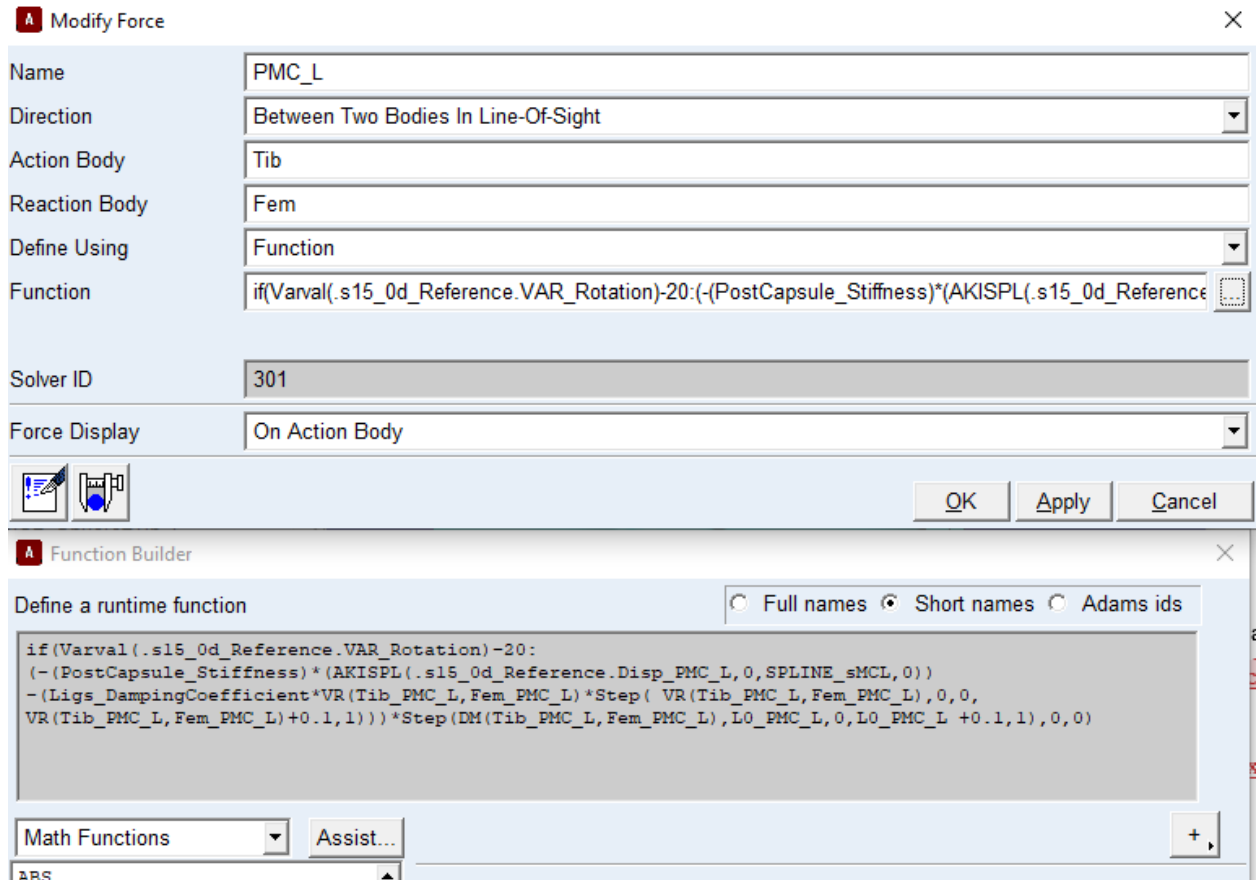 A Modify Force
Name PMC_L
Direction Between Two Bodies In Line-Of-Sight
Action Body Tib
Reaction Body Fem
Define Using Function
Function if(Varval(.s15_0d_Reference.VAR_Rotation)-20:(-(PostCapsule_Stiffness)*(AKISPL(.s15_0d_Reference ...
Solver ID 301
Force Display On Action Body
OK Apply Cancel
A Function Builder
Define a runtime function Full names Short names Adams ids
if(Varval(.s15_0d_Reference.VAR_Rotation)-20:
(-(PostCapsule_Stiffness)*(AKISPL(.s15_0d_Reference.Disp_PMC_L,0,SPLINE_sMCL,0))
-(Ligs_DampingCoefficient*VR(Tib_PMC_L,Fem_PMC_L)*Step( VR(Tib_PMC_L,Fem_PMC_L),0,0,
VR(Tib_PMC_L,Fem_PMC_L)+0.1,1)))*Step(DM(Tib_PMC_L,Fem_PMC_L),L0_PMC_L,0,L0_PMC_L +0.1,1),0,0)
Math Functions Assist... +
ABS